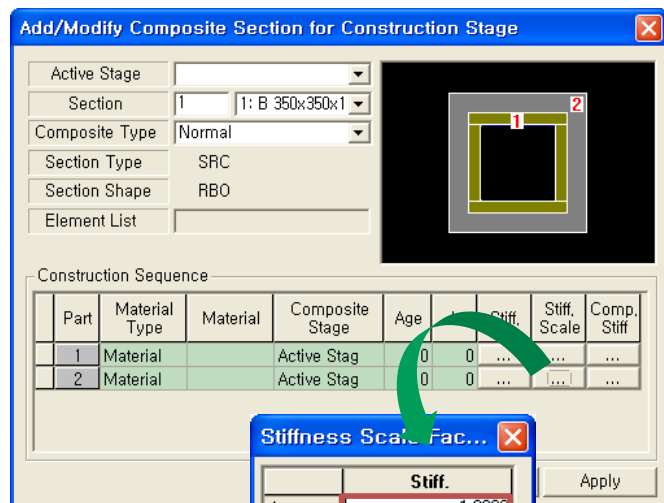 Add/Modify Composite Section for Construction Stage
Active Stage
Section 1 1: B 350x350x1
Composite Type Normal
Section Type SRC
Section Shape RBO
Element List
1
2
Construction Sequence
Part Material Type Material Composite Stage Age Stiff. Stiff. Scale Comp. Stiff
1 Material Active Stag 0 0 ... ... ...
2 Material Active Stag 0 0 ... ... ...
Stiffness Scale Fac...
Stiff.
Apply